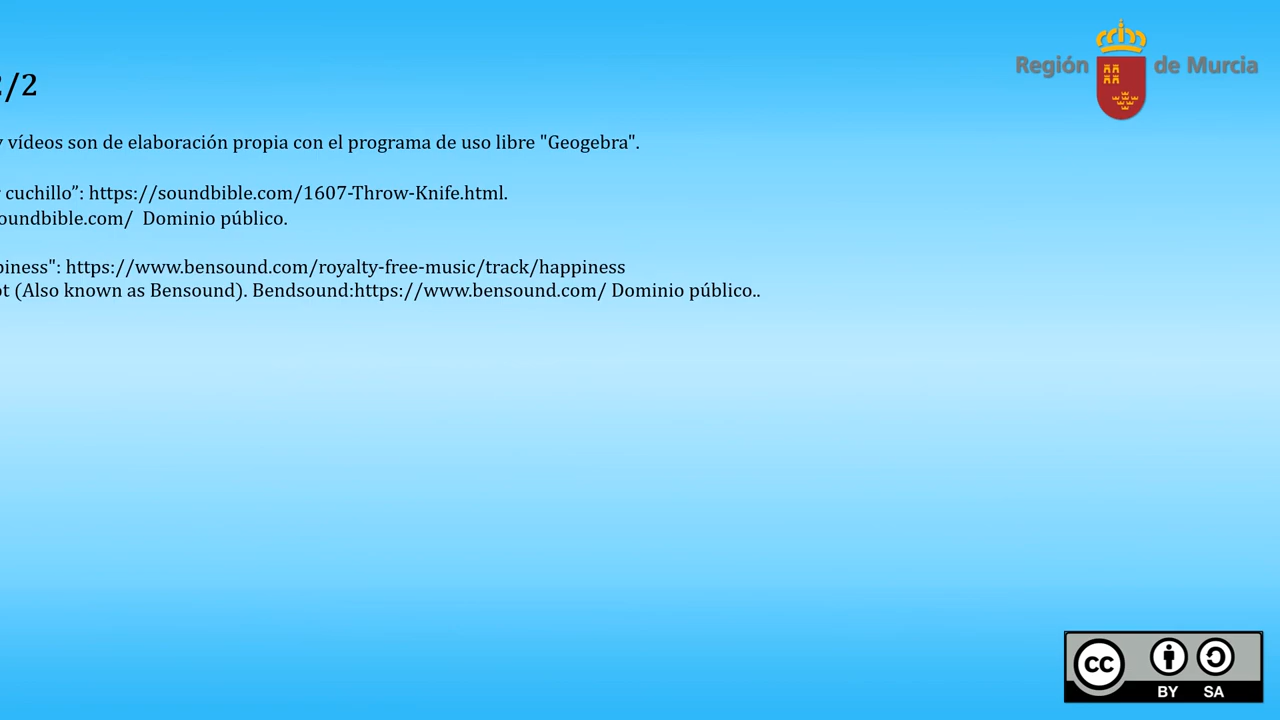 /2
vídeos son de elaboración propia con el programa de uso libre "Geogebra".
cuchillo”: https://soundbible.com/1607-Throw-Knife.html.
oundbible.com/ Dominio público.
piness": https://www.bensound.com/royalty-free-music/track/happiness
ot (Also known as Bensound). Bendsound:https://www.bensound.com/ Dominio público..
Región de Murcia
CC
BY SA